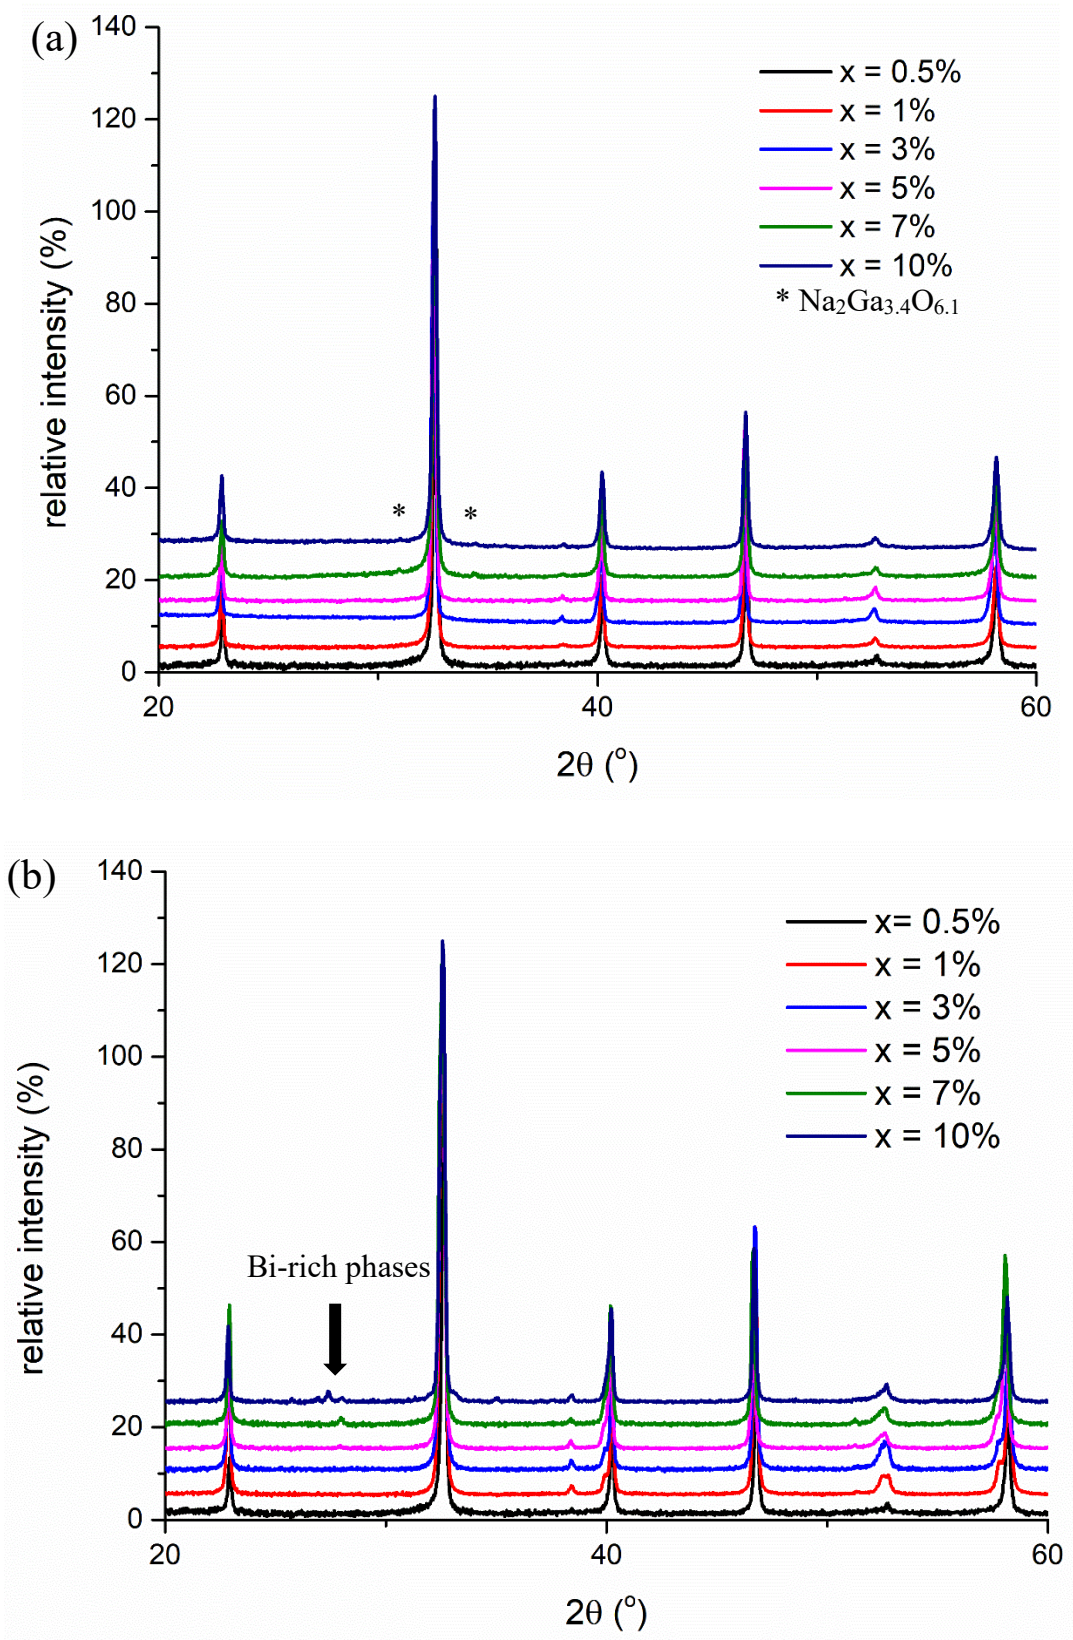 (a)
140
120
100
80
60
40
20
0
relative intensity (%)
x = 0.5%
x = 1%
x = 3%
x = 5%
x = 7%
x = 10%
* Na₂Ga₃.₄O₆.₁
* *
20 40 60
2θ (°)
(b)
140
120
100
80
60
40
20
0
relative intensity (%)
x= 0.5%
x = 1%
x = 3%
x = 5%
x = 7%
x = 10%
Bi-rich phases
20 40 60
2θ (°)